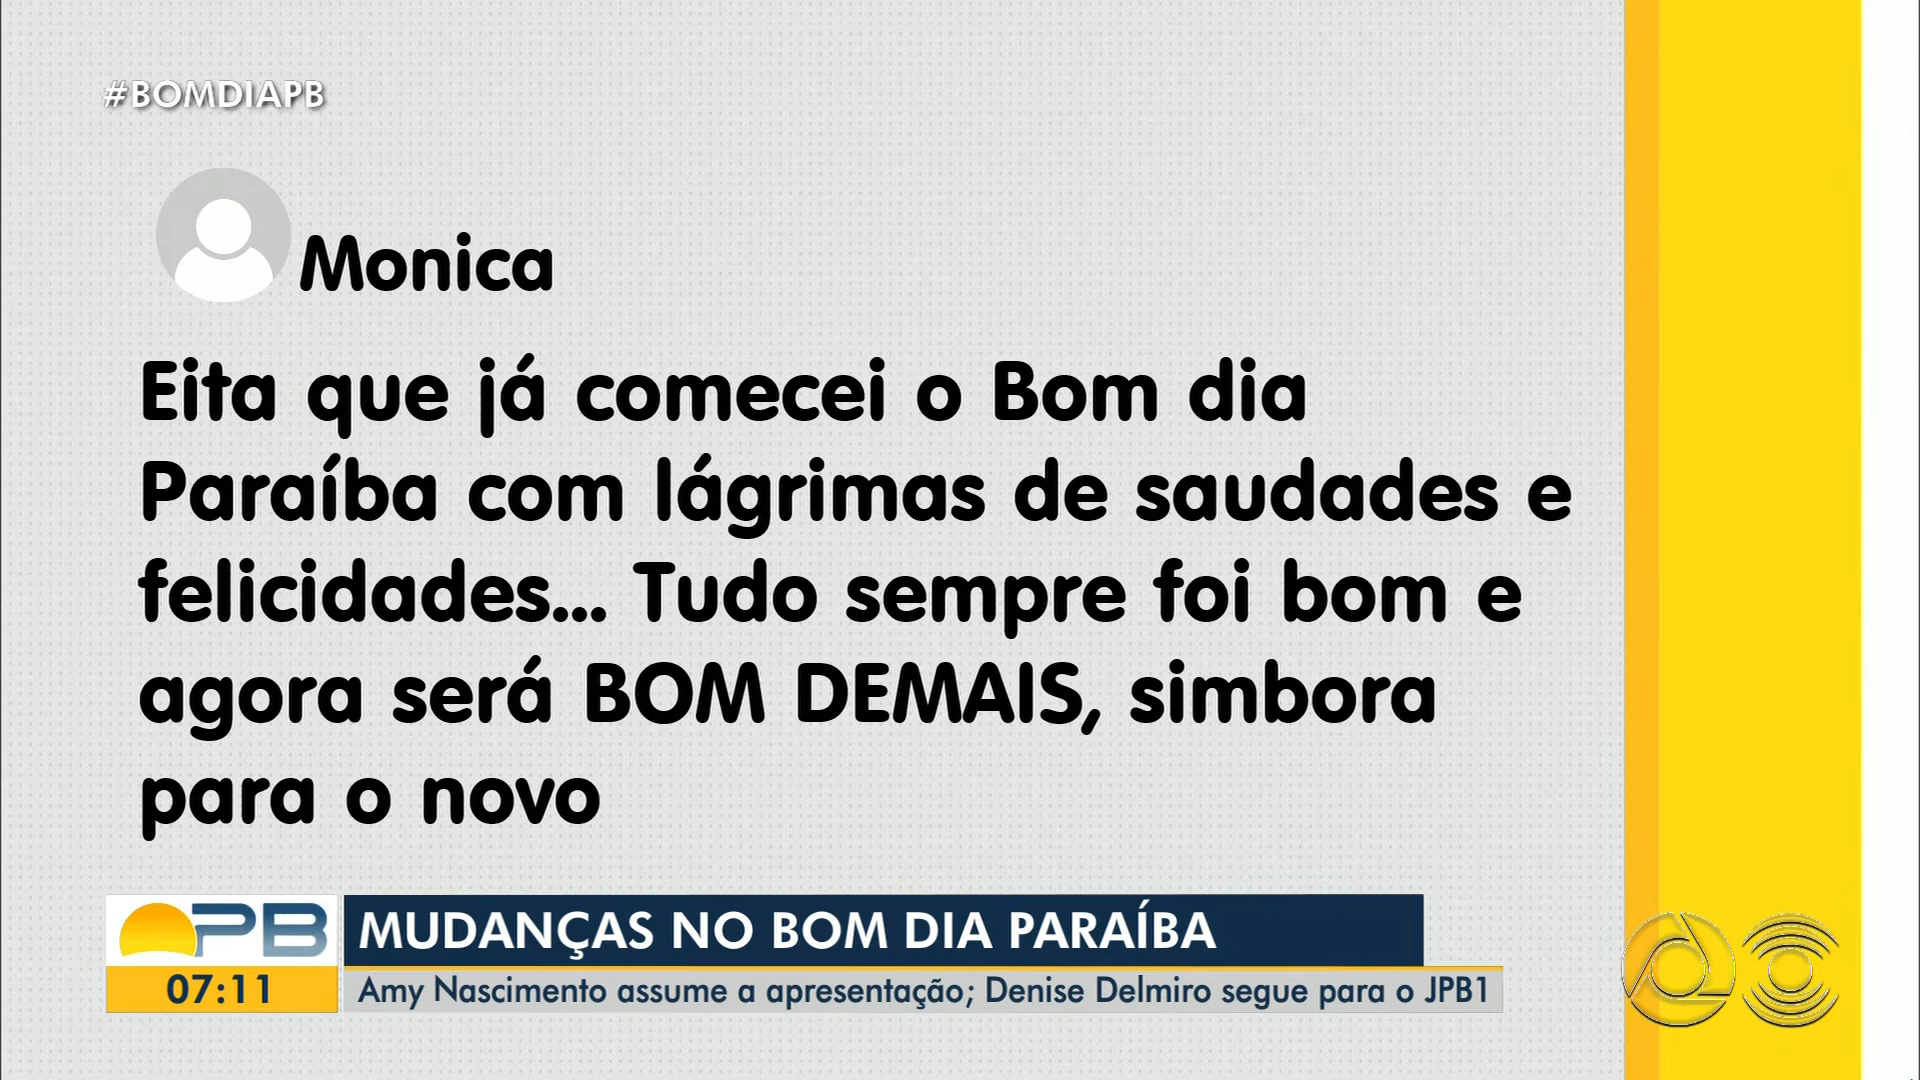 #BOMDIAPB
Monica
Eita que já comecei o Bom dia
Paraíba com lágrimas de saudades e
felicidades... Tudo sempre foi bom e
agora será BOM DEMAIS, simbora
para o novo
PB
MUDANÇAS NO BOM DIA PARAÍBA
07:11
Amy Nascimento assume a apresentação; Denise Delmiro segue para o JPB1